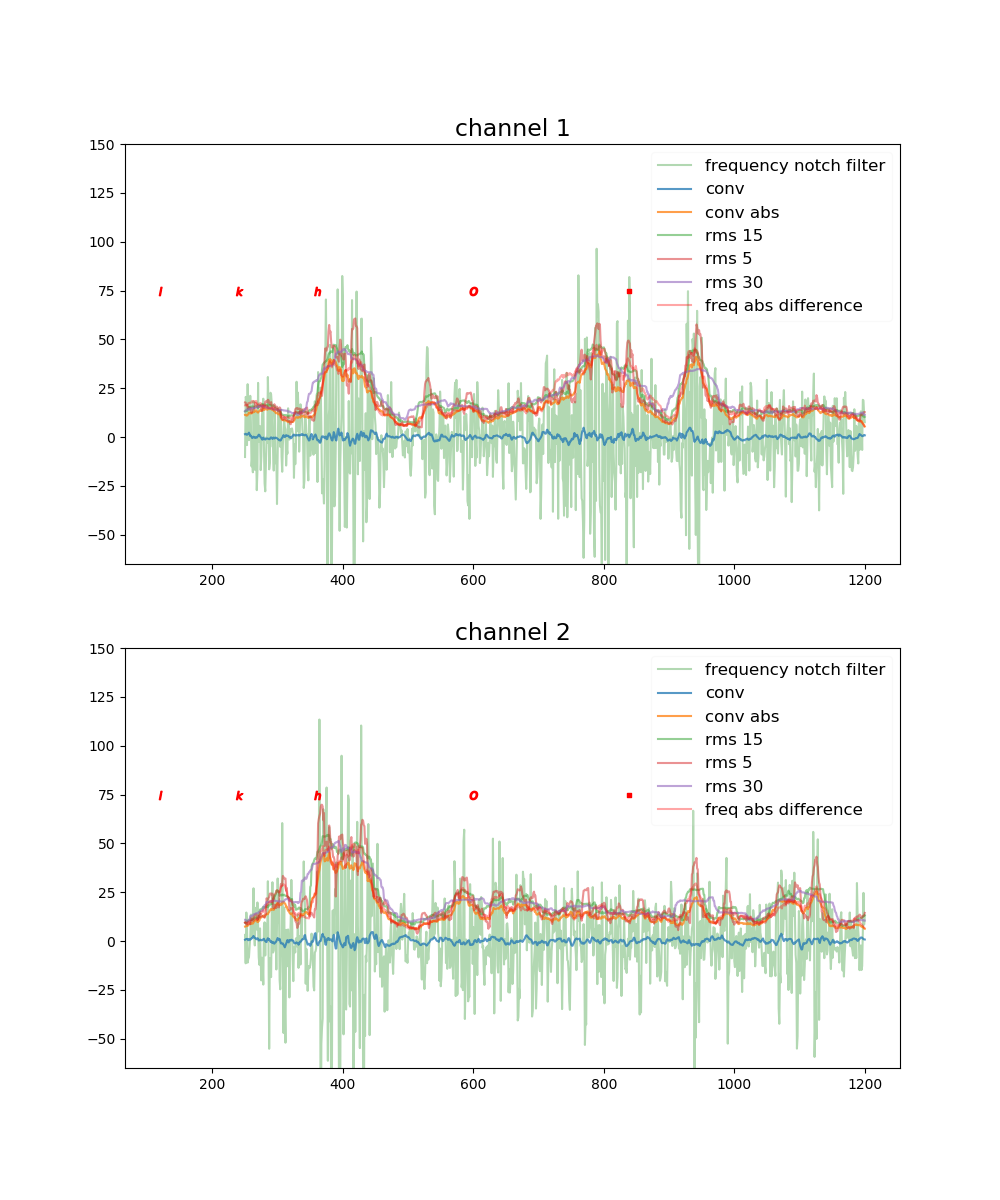 channel 1
150
125
100
75
50
25
0
−25
−50
frequency notch filter
conv
conv abs
rms 15
rms 5
rms 30
freq abs difference
l k h O
200 400 600 800 1000 1200
channel 2
150
125
100
75
50
25
0
−25
−50
frequency notch filter
conv
conv abs
rms 15
rms 5
rms 30
freq abs difference
l k h O
200 400 600 800 1000 1200